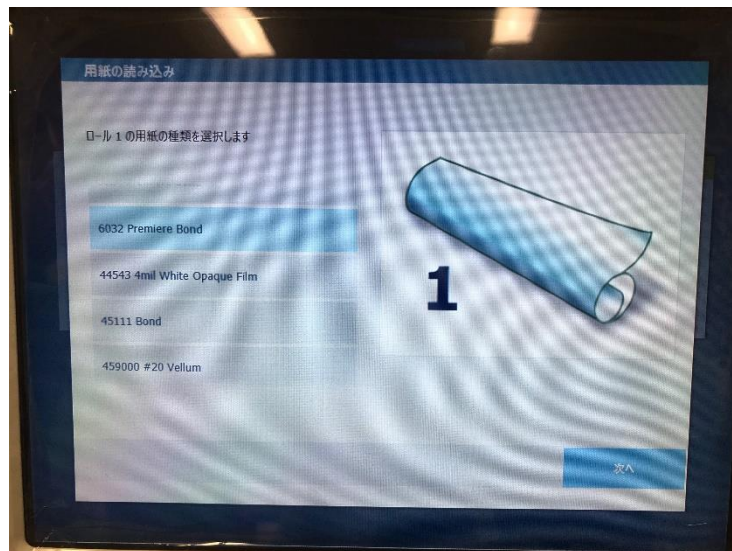 用紙の読み込み
ロール 1 の用紙の種類を選択します
6032 Premiere Bond
44543 4mil White Opaque Film
45111 Bond
459000 #20 Vellum
1
次へ